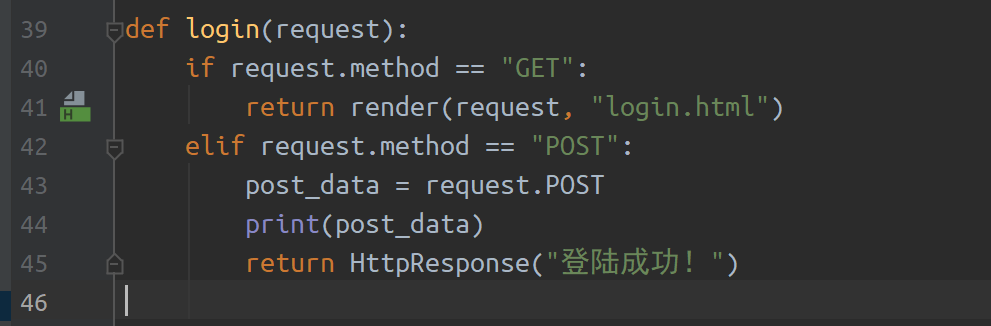 39 def login(request):
40     if request.method == "GET":
41 H         return render(request, "login.html")
42     elif request.method == "POST":
43         post_data = request.POST
44         print(post_data)
45         return HttpResponse("登陆成功！")
46